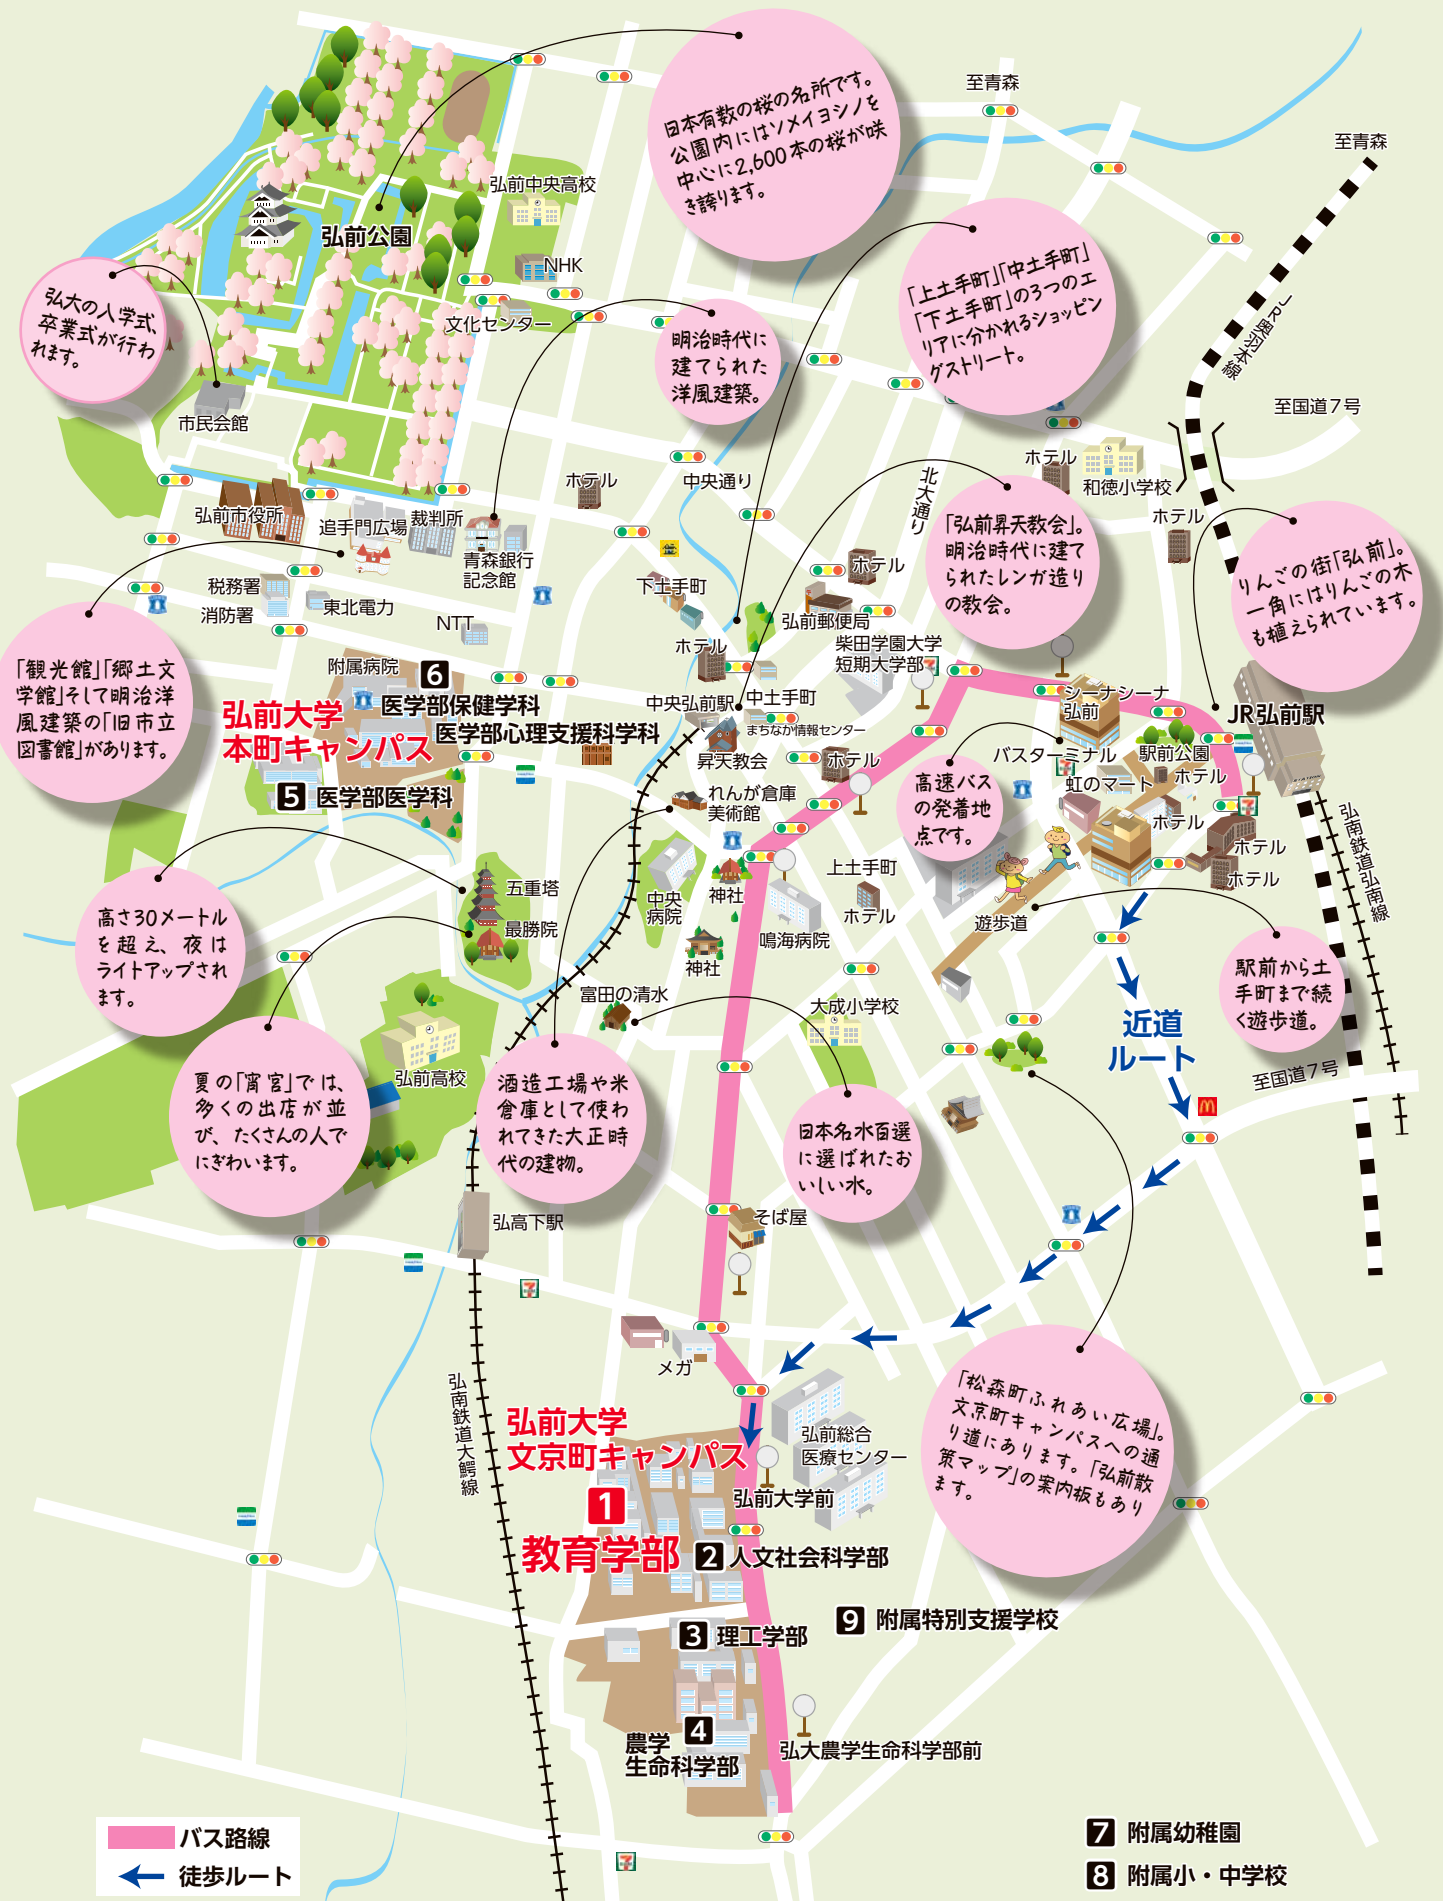 日本有数の桜の名所です。
公園内にはソメイヨシノを
中心に2,600本の桜が咲
き誇ります。
至青森
至青森
弘前中央高校
弘前公園
NHK
文化センター
弘大の入学式、
卒業式が行わ
れます。
市民会館
明治時代に
建てられた
洋風建築。
「上土手町」「中土手町」
「下土手町」の3つのエ
リアに分かれるショッピン
グストリート。
JR奥羽本線
至国道7号
ホテル
和徳小学校
ホテル
中央通り
北大通り
ホテル
弘前市役所
追手門広場
裁判所
青森銀行
記念館
「弘前昇天教会」。
明治時代に建て
られたレンガ造り
の教会。
りんごの街「弘前」。
一角にはりんごの木
も植えられています。
税務署
消防署
東北電力
NTT
下土手町
ホテル
弘前郵便局
柴田学園大学
短期大学部
ホテル
「観光館」「郷土文
学館」そして明治洋
風建築の「旧市立
図書館」があります。
附属病院
6
医学部保健学科
医学部心理支援科学科
弘前大学
本町キャンパス
5
医学部医学科
中央弘前駅
中土手町
まちなか情報センター
昇天教会
ホテル
シーナシーナ
弘前
JR弘前駅
バスターミナル
駅前公園
虹のマート
ホテル
ホテル
ホテル
ホテル
高速バス
の発着地
点です。
れんが倉庫
美術館
弘南鉄道弘南線
高さ30メートル
を超え、夜は
ライトアップされ
ます。
五重塔
最勝院
中央
病院
神社
神社
上土手町
ホテル
鳴海病院
遊歩道
駅前から土
手町まで続
く遊歩道。
富田の清水
大成小学校
近道
ルート
至国道7号
弘前高校
夏の「宵宮」では、
多くの出店が並
び、たくさんの人で
にぎわいます。
酒造工場や米
倉庫として使わ
れてきた大正時
代の建物。
日本名水百選
に選ばれたお
いしい水。
弘高下駅
そば屋
メガ
弘南鉄道大鰐線
弘前大学
文京町キャンパス
1
教育学部
弘前総合
医療センター
弘前大学前
2
人文社会科学部
「松森町ふれあい広場」。
文京町キャンパスへの通
り道にあります。「弘前散
策マップ」の案内板もあり
ます。
3
理工学部
9
附属特別支援学校
4
農学
生命科学部
弘大農学生命科学部前
バス路線
徒歩ルート
7
附属幼稚園
8
附属小・中学校